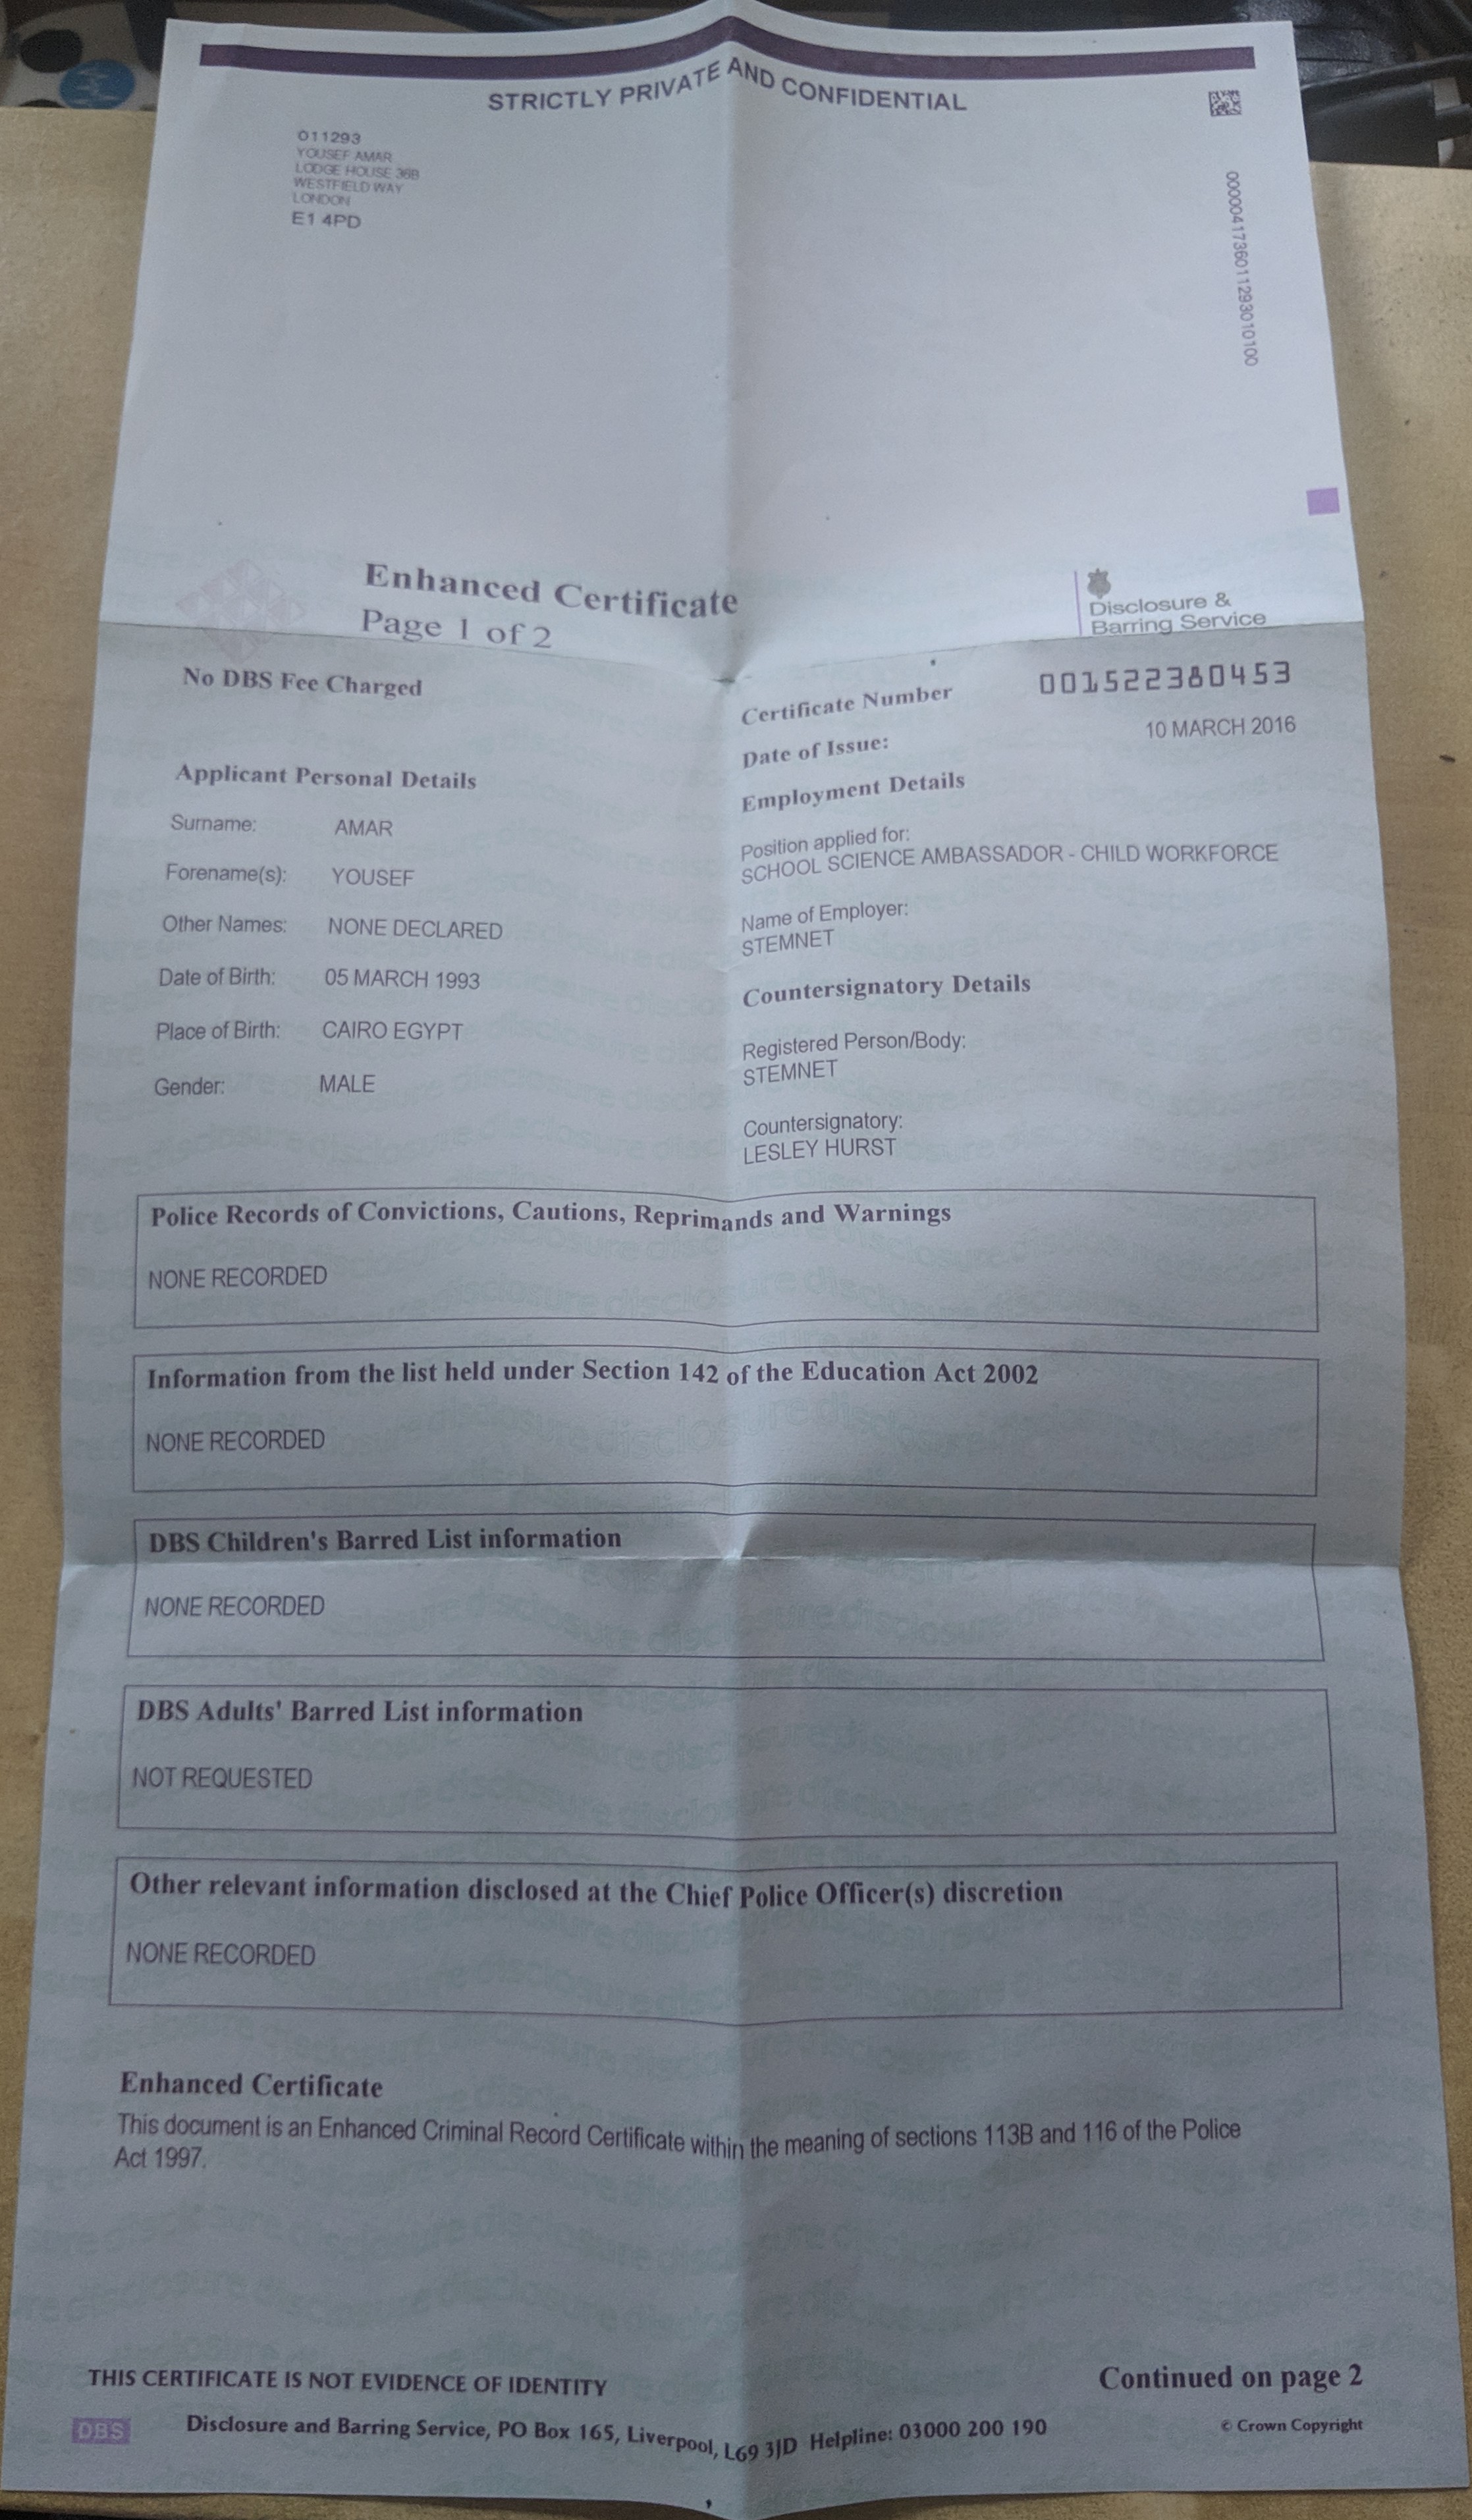 STRICTLY PRIVATE AND CONFIDENTIAL
011293
YOUSEF AMAR
LODGE HOUSE 36B
WESTFIELD WAY
LONDON
E1 4PD
0000041736011293010100
Enhanced Certificate
Page 1 of 2
Disclosure &
Barring Service
No DBS Fee Charged
Certificate Number 001522380453
Date of Issue: 10 MARCH 2016
Applicant Personal Details
Surname: AMAR
Forename(s): YOUSEF
Other Names: NONE DECLARED
Date of Birth: 05 MARCH 1993
Place of Birth: CAIRO EGYPT
Gender: MALE
Employment Details
Position applied for:
SCHOOL SCIENCE AMBASSADOR - CHILD WORKFORCE
Name of Employer:
STEMNET
Countersignatory Details
Registered Person/Body:
STEMNET
Countersignatory:
LESLEY HURST
Police Records of Convictions, Cautions, Reprimands and Warnings
NONE RECORDED
Information from the list held under Section 142 of the Education Act 2002
NONE RECORDED
DBS Children's Barred List information
NONE RECORDED
DBS Adults' Barred List information
NOT REQUESTED
Other relevant information disclosed at the Chief Police Officer(s) discretion
NONE RECORDED
Enhanced Certificate
This document is an Enhanced Criminal Record Certificate within the meaning of sections 113B and 116 of the Police
Act 1997.
THIS CERTIFICATE IS NOT EVIDENCE OF IDENTITY
Continued on page 2
DBS
Disclosure and Barring Service, PO Box 165, Liverpool, L69 3JD Helpline: 03000 200 190
© Crown Copyright